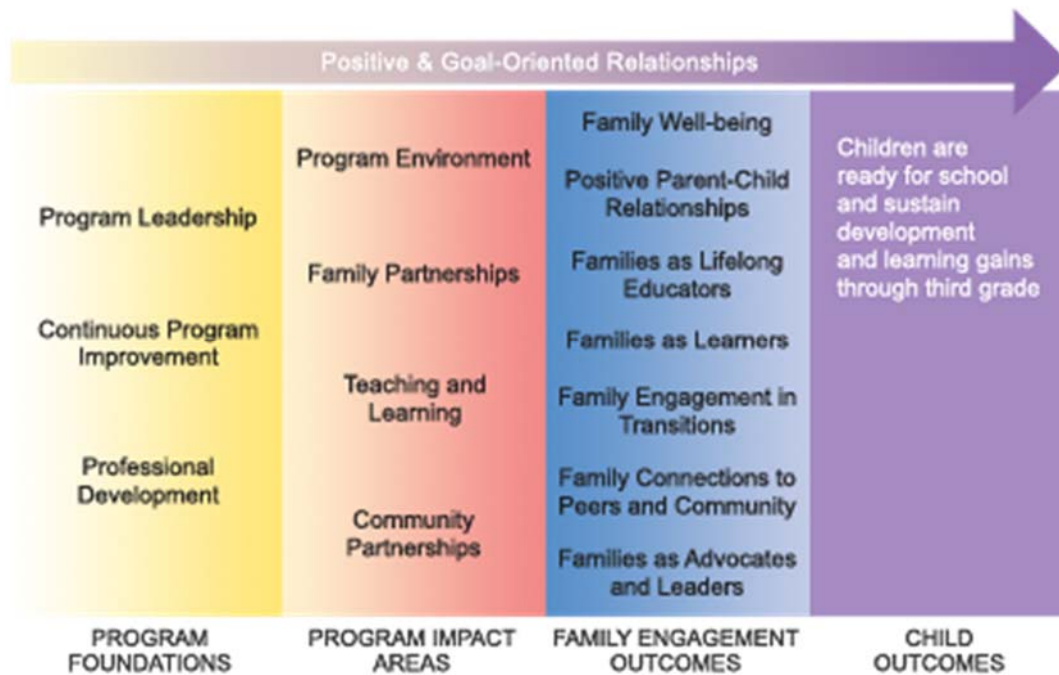 Positive & Goal-Oriented Relationships
Program Leadership
Continuous Program
Improvement
Professional
Development
PROGRAM
FOUNDATIONS
Program Environment
Family Partnerships
Teaching and
Learning
Community
Partnerships
PROGRAM IMPACT
AREAS
Family Well-being
Positive Parent-Child
Relationships
Families as Lifelong
Educators
Families as Learners
Family Engagement in
Transitions
Family Connections to
Peers and Community
Families as Advocates
and Leaders
FAMILY ENGAGEMENT
OUTCOMES
Children are
ready for school
and sustain
development
and learning gains
through third grade
CHILD
OUTCOMES